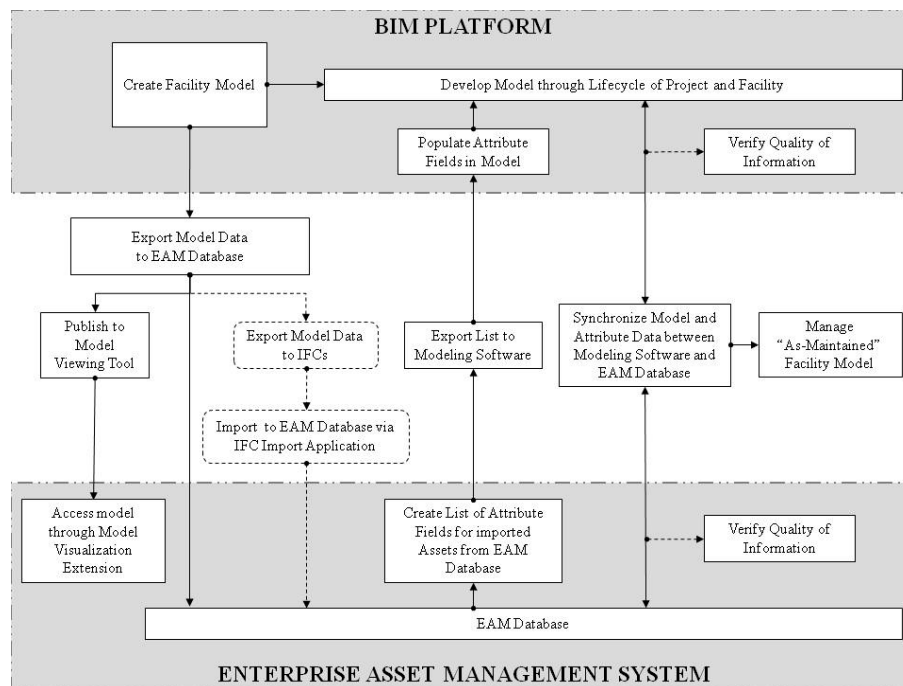 BIM PLATFORM
Create Facility Model
Develop Model through Lifecycle of Project and Facility
Populate Attribute
Fields in Model
Verify Quality of
Information
Export Model Data
to EAM Database
Publish to
Model
Viewing Tool
Export Model Data
to IFCs
Export List to
Modeling Software
Synchronize Model and
Attribute Data between
Modeling Software and
EAM Database
Manage
“As-Maintained”
Facility Model
Import to EAM Database via
IFC Import Application
Access model
through Model
Visualization
Extension
Create List of Attribute
Fields for imported
Assets from EAM
Database
Verify Quality of
Information
EAM Database
ENTERPRISE ASSET MANAGEMENT SYSTEM